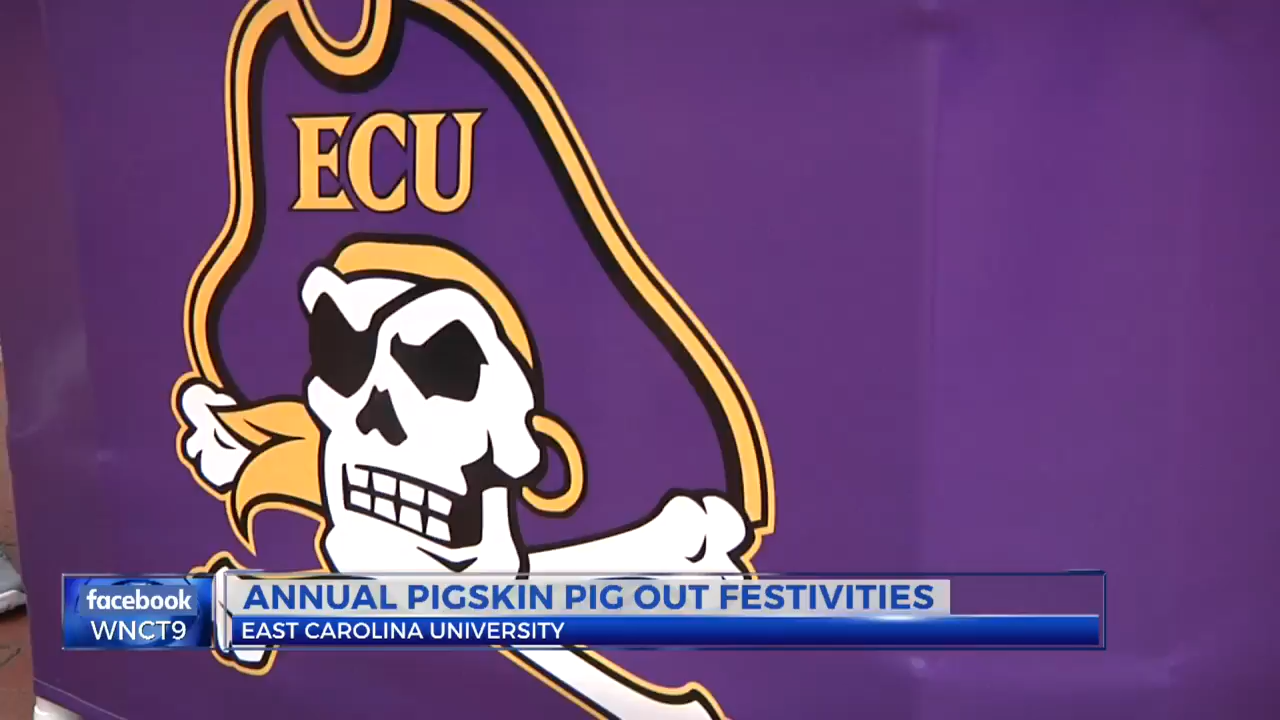 ECU
facebook
WNCT9
ANNUAL PIGSKIN PIG OUT FESTIVITIES
EAST CAROLINA UNIVERSITY